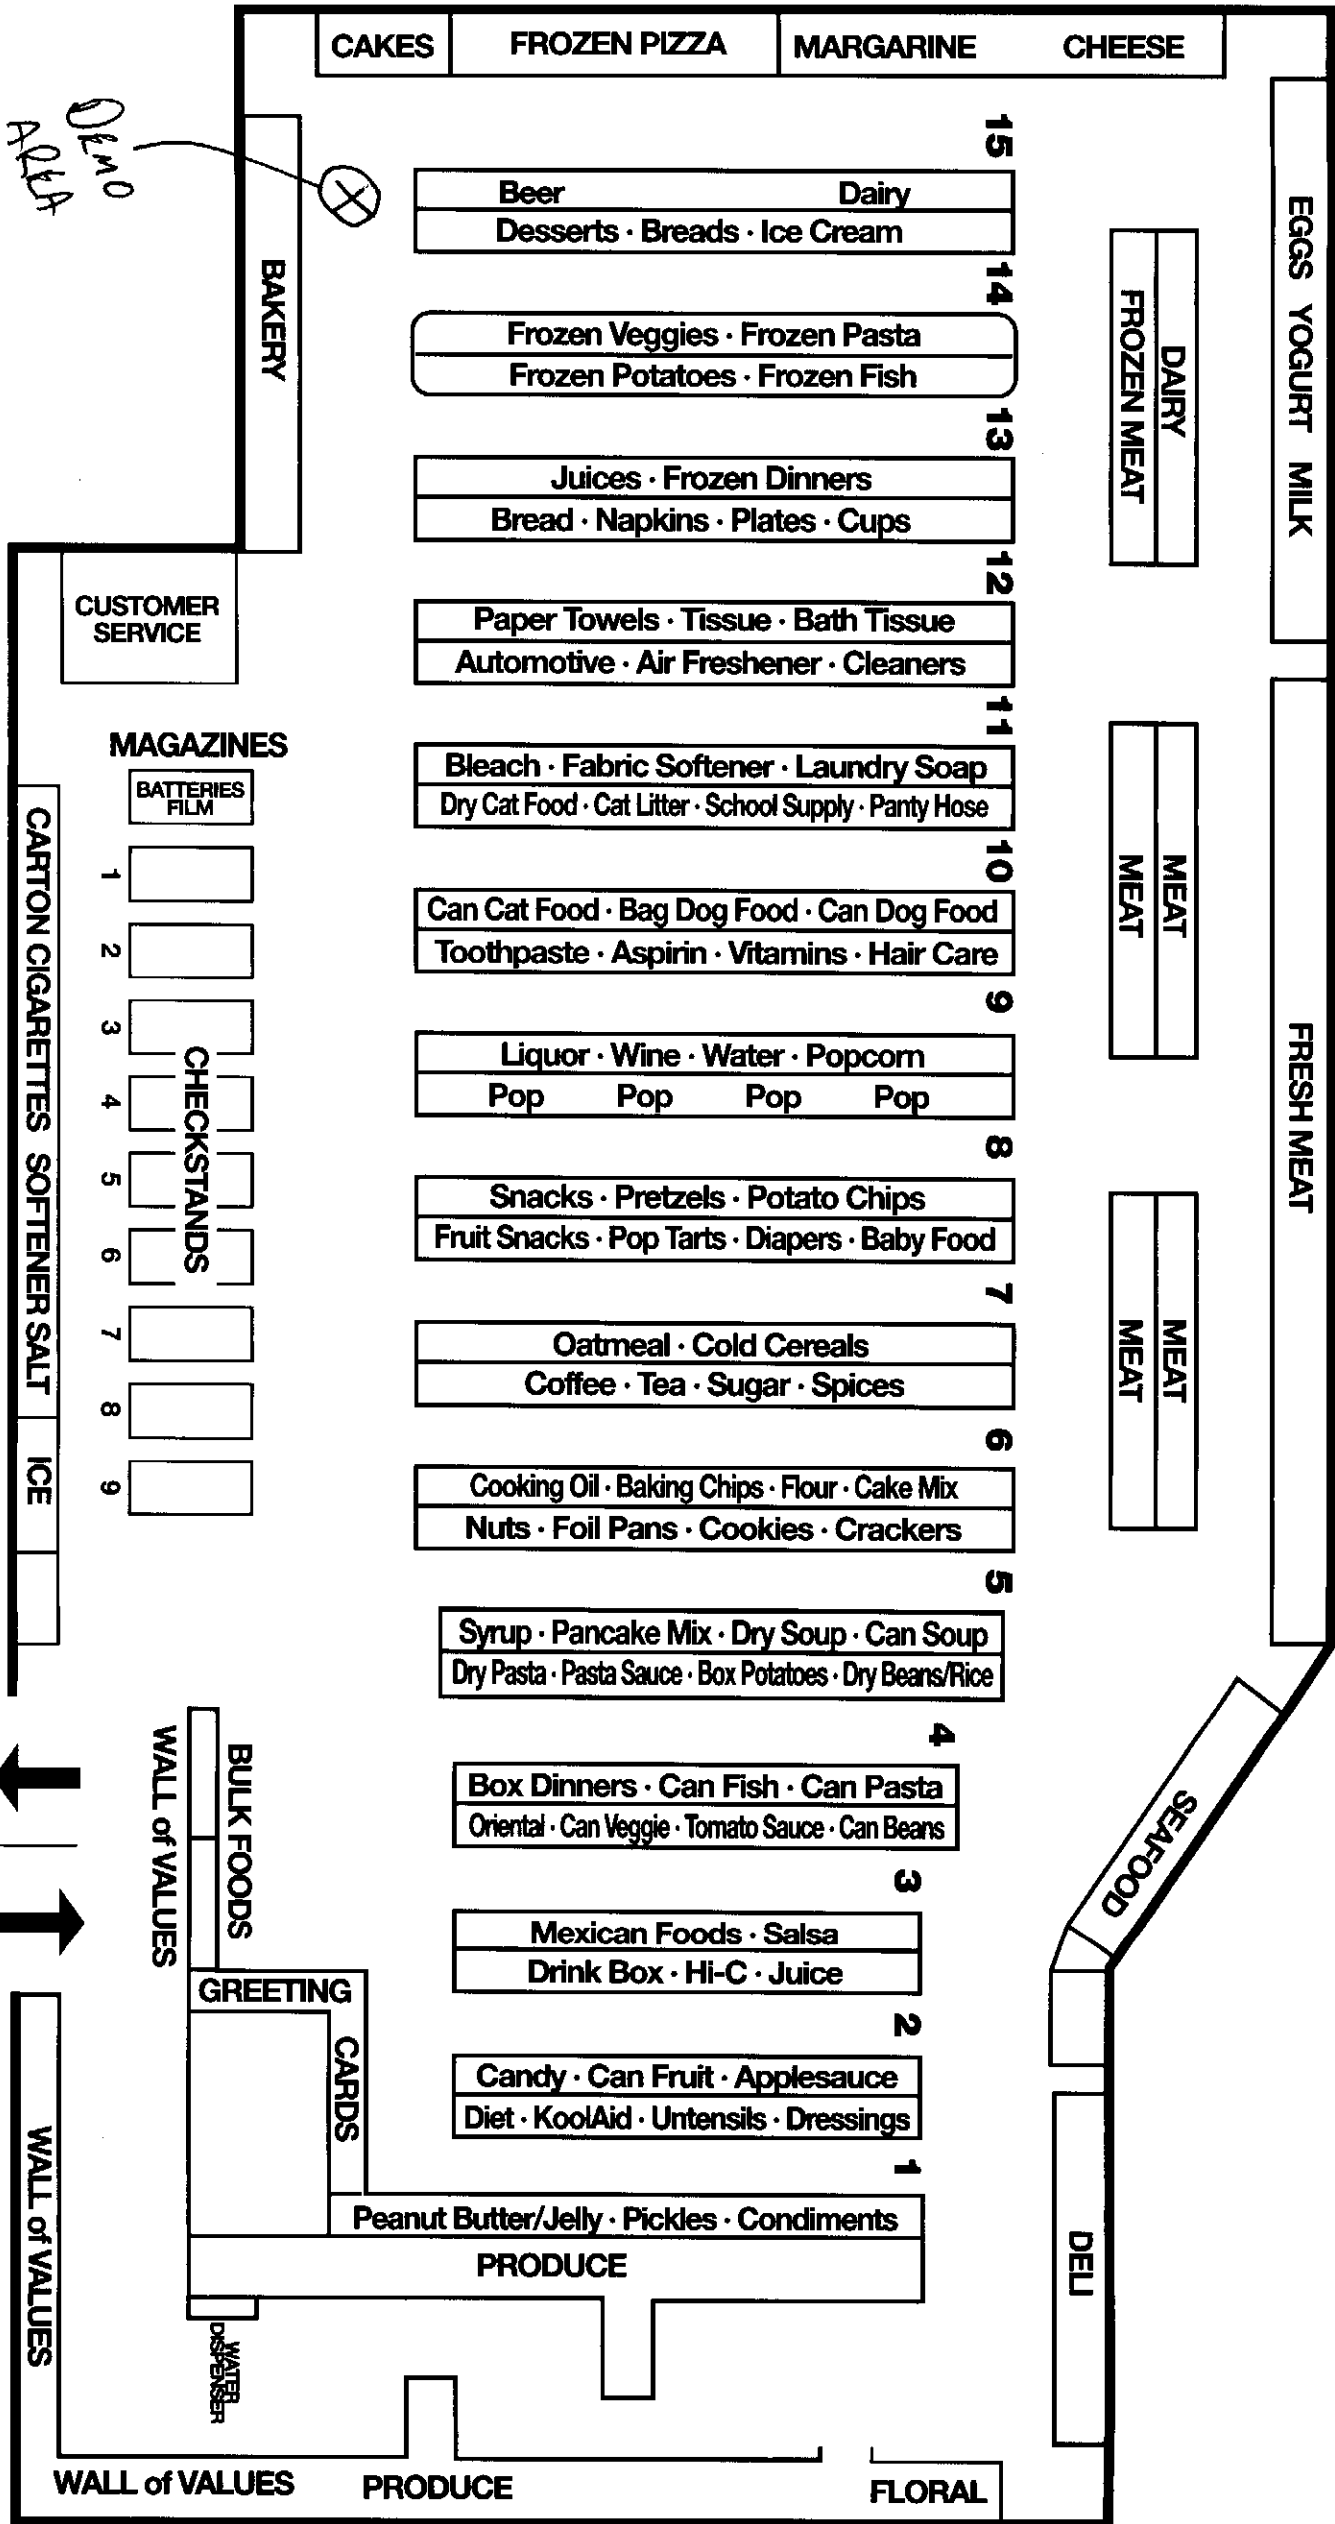 CAKES
FROZEN PIZZA
MARGARINE
CHEESE
EGGS YOGURT MILK
DEMO
AREA
BAKERY
15
Beer Dairy
Desserts · Breads · Ice Cream
14
Frozen Veggies · Frozen Pasta
Frozen Potatoes · Frozen Fish
DAIRY
FROZEN MEAT
13
Juices · Frozen Dinners
Bread · Napkins · Plates · Cups
12
CUSTOMER
SERVICE
Paper Towels · Tissue · Bath Tissue
Automotive · Air Freshener · Cleaners
11
MAGAZINES
BATTERIES
FILM
Bleach · Fabric Softener · Laundry Soap
Dry Cat Food · Cat Litter · School Supply · Panty Hose
10
Can Cat Food · Bag Dog Food · Can Dog Food
Toothpaste · Aspirin · Vitamins · Hair Care
MEAT
MEAT
FRESH MEAT
9
Liquor · Wine · Water · Popcorn
Pop Pop Pop Pop
8
Snacks · Pretzels · Potato Chips
Fruit Snacks · Pop Tarts · Diapers · Baby Food
7
Oatmeal · Cold Cereals
Coffee · Tea · Sugar · Spices
MEAT
MEAT
6
Cooking Oil · Baking Chips · Flour · Cake Mix
Nuts · Foil Pans · Cookies · Crackers
5
CHECKSTANDS
1
2
3
4
5
6
7
8
9
CARTON CIGARETTES SOFTENER SALT
ICE
Syrup · Pancake Mix · Dry Soup · Can Soup
Dry Pasta · Pasta Sauce · Box Potatoes · Dry Beans/Rice
4
Box Dinners · Can Fish · Can Pasta
Oriental · Can Veggie · Tomato Sauce · Can Beans
SEAFOOD
BULK FOODS
WALL of VALUES
3
Mexican Foods · Salsa
Drink Box · Hi-C · Juice
GREETING
CARDS
2
Candy · Can Fruit · Applesauce
Diet · KoolAid · Untensils · Dressings
1
Peanut Butter/Jelly · Pickles · Condiments
PRODUCE
DELI
WATER
DISPENSER
WALL of VALUES
WALL of VALUES
PRODUCE
FLORAL